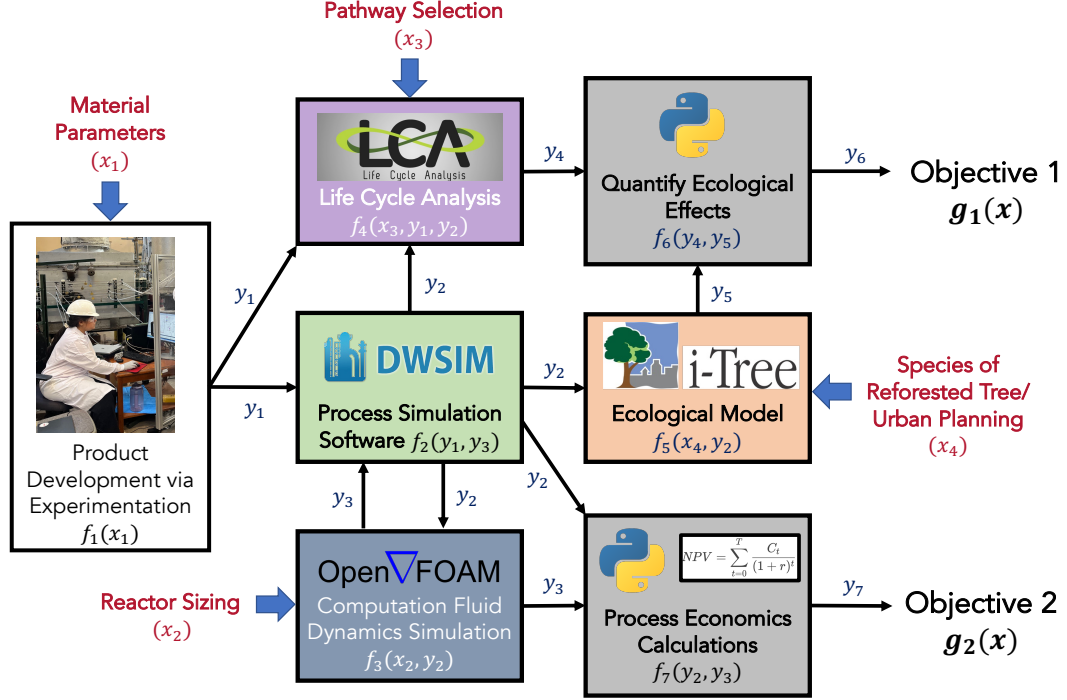 Pathway Selection
(x₃)
Material
Parameters
(x₁)
LCA
Life Cycle Analysis
Life Cycle Analysis
f₄(x₃, y₁, y₂)
y₄
Quantify Ecological
Effects
f₆(y₄, y₅)
y₆
Objective 1
g₁(x)
y₁
y₂
y₅
Product
Development via
Experimentation
f₁(x₁)
y₁
DWSIM
Process Simulation
Software f₂(y₁, y₃)
y₂
i-Tree
Ecological Model
f₅(x₄, y₂)
Species of
Reforested Tree/
Urban Planning
(x₄)
y₃
y₂
y₂
Reactor Sizing
(x₂)
Open∇FOAM
Computation Fluid
Dynamics Simulation
f₃(x₂, y₂)
y₃
NPV = ∑_{t=0}^{T} C_t/(1 + r)^t
Process Economics
Calculations
f₇(y₂, y₃)
y₇
Objective 2
g₂(x)